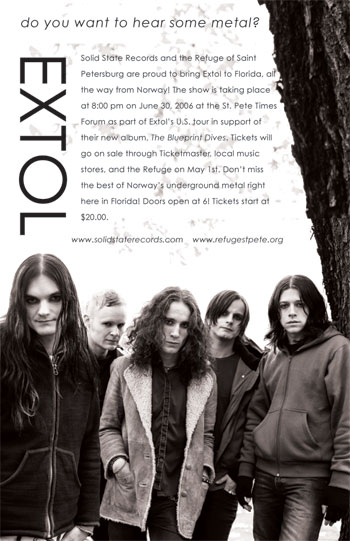 do you want to hear some metal?
EXTOL
Solid State Records and the Refuge of Saint
Petersburg are proud to bring Extol to Florida, all
the way from Norway! The show is taking place
at 8:00 pm on June 30, 2006 at the St. Pete Times
Forum as part of Extol's U.S. tour in support of
their new album, The Blueprint Dives. Tickets will
go on sale through Ticketmaster, local music
stores, and the Refuge on May 1st. Don't miss
the best of Norway's underground metal right
here in Florida! Doors open at 6! Tickets start at
$20.00.
www.solidstaterecords.com www.refugestpete.org